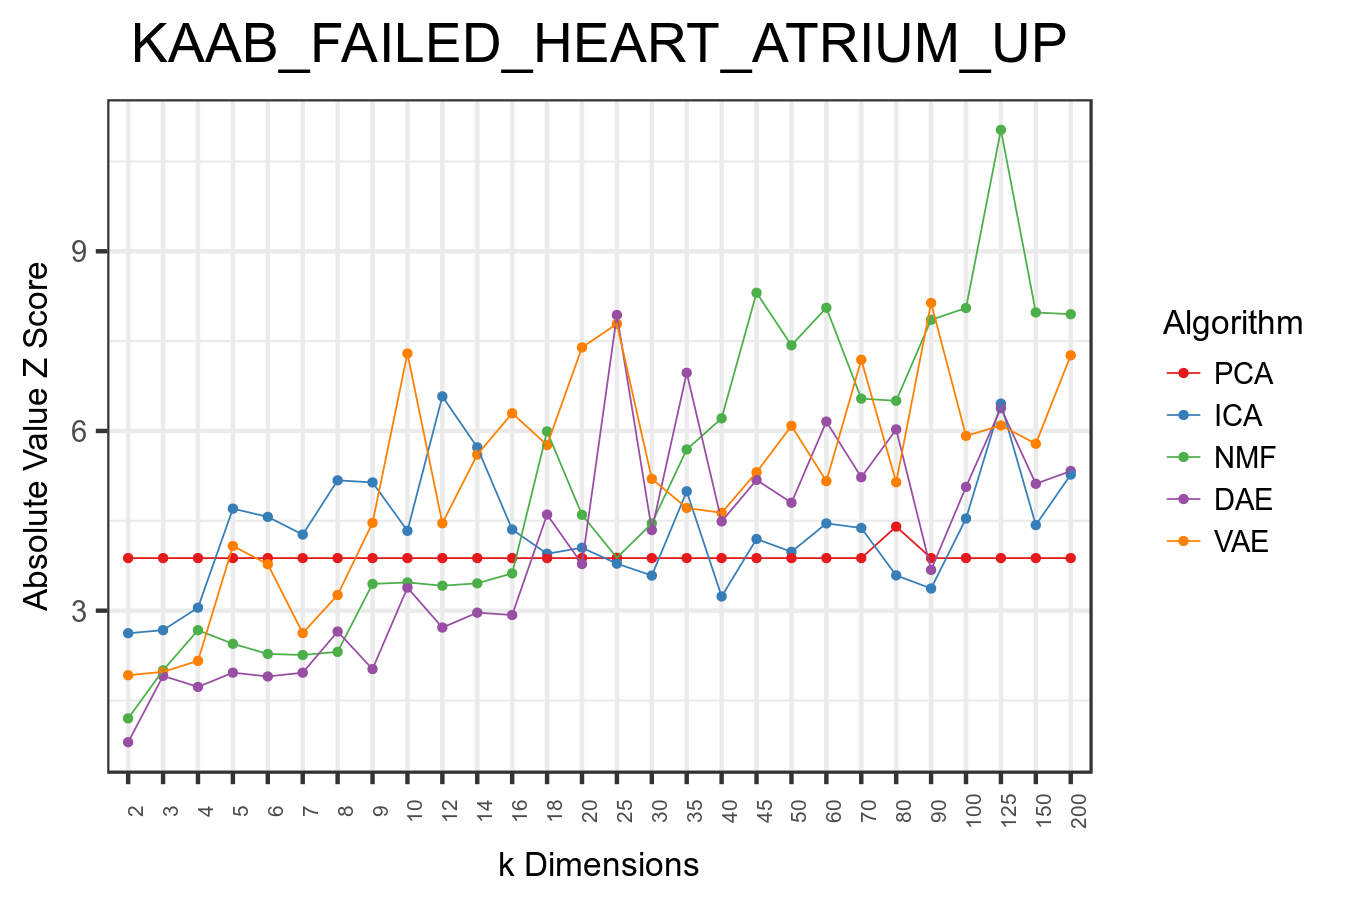 KAAB_FAILED_HEART_ATRIUM_UP
Absolute Value Z Score
9
6
3
2 3 4 5 6 7 8 9 10 12 14 16 18 20 25 30 35 40 45 50 60 70 80 90 100 125 150 200
k Dimensions
Algorithm
PCA
ICA
NMF
DAE
VAE